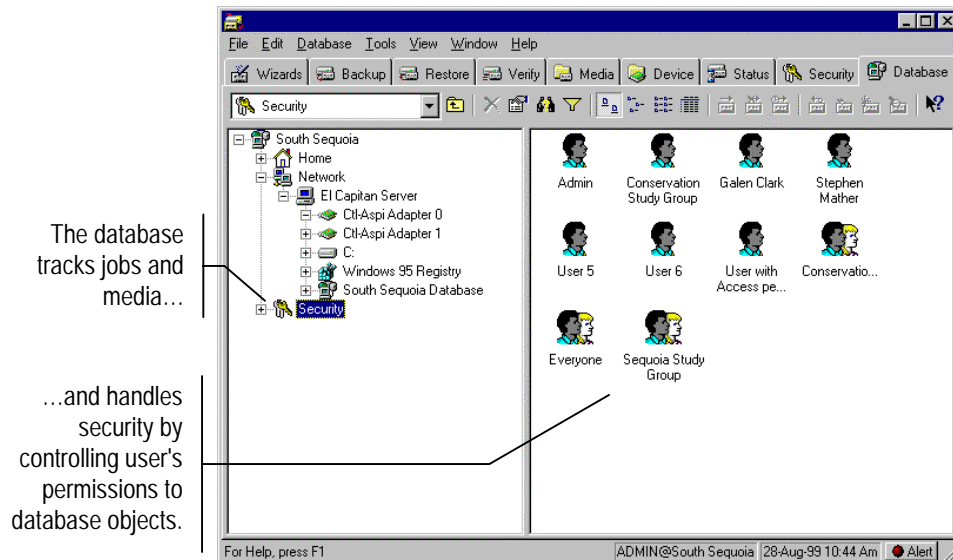 File Edit Database Tools View Window Help
Wizards Backup Restore Verify Media Device Status Security Database
Security
South Sequoia
Home
Network
El Capitan Server
Ctl-Aspi Adapter 0
Ctl-Aspi Adapter 1
C:
Windows 95 Registry
South Sequoia Database
Security
Admin
Conservation
Study Group
Galen Clark
Stephen
Mather
User 5
User 6
User with
Access pe...
Conservatio...
Everyone
Sequoia Study
Group
The database
tracks jobs and
media…
…and handles
security by
controlling user's
permissions to
database objects.
For Help, press F1
ADMIN@South Sequoia 28-Aug-99 10:44 Am Alert